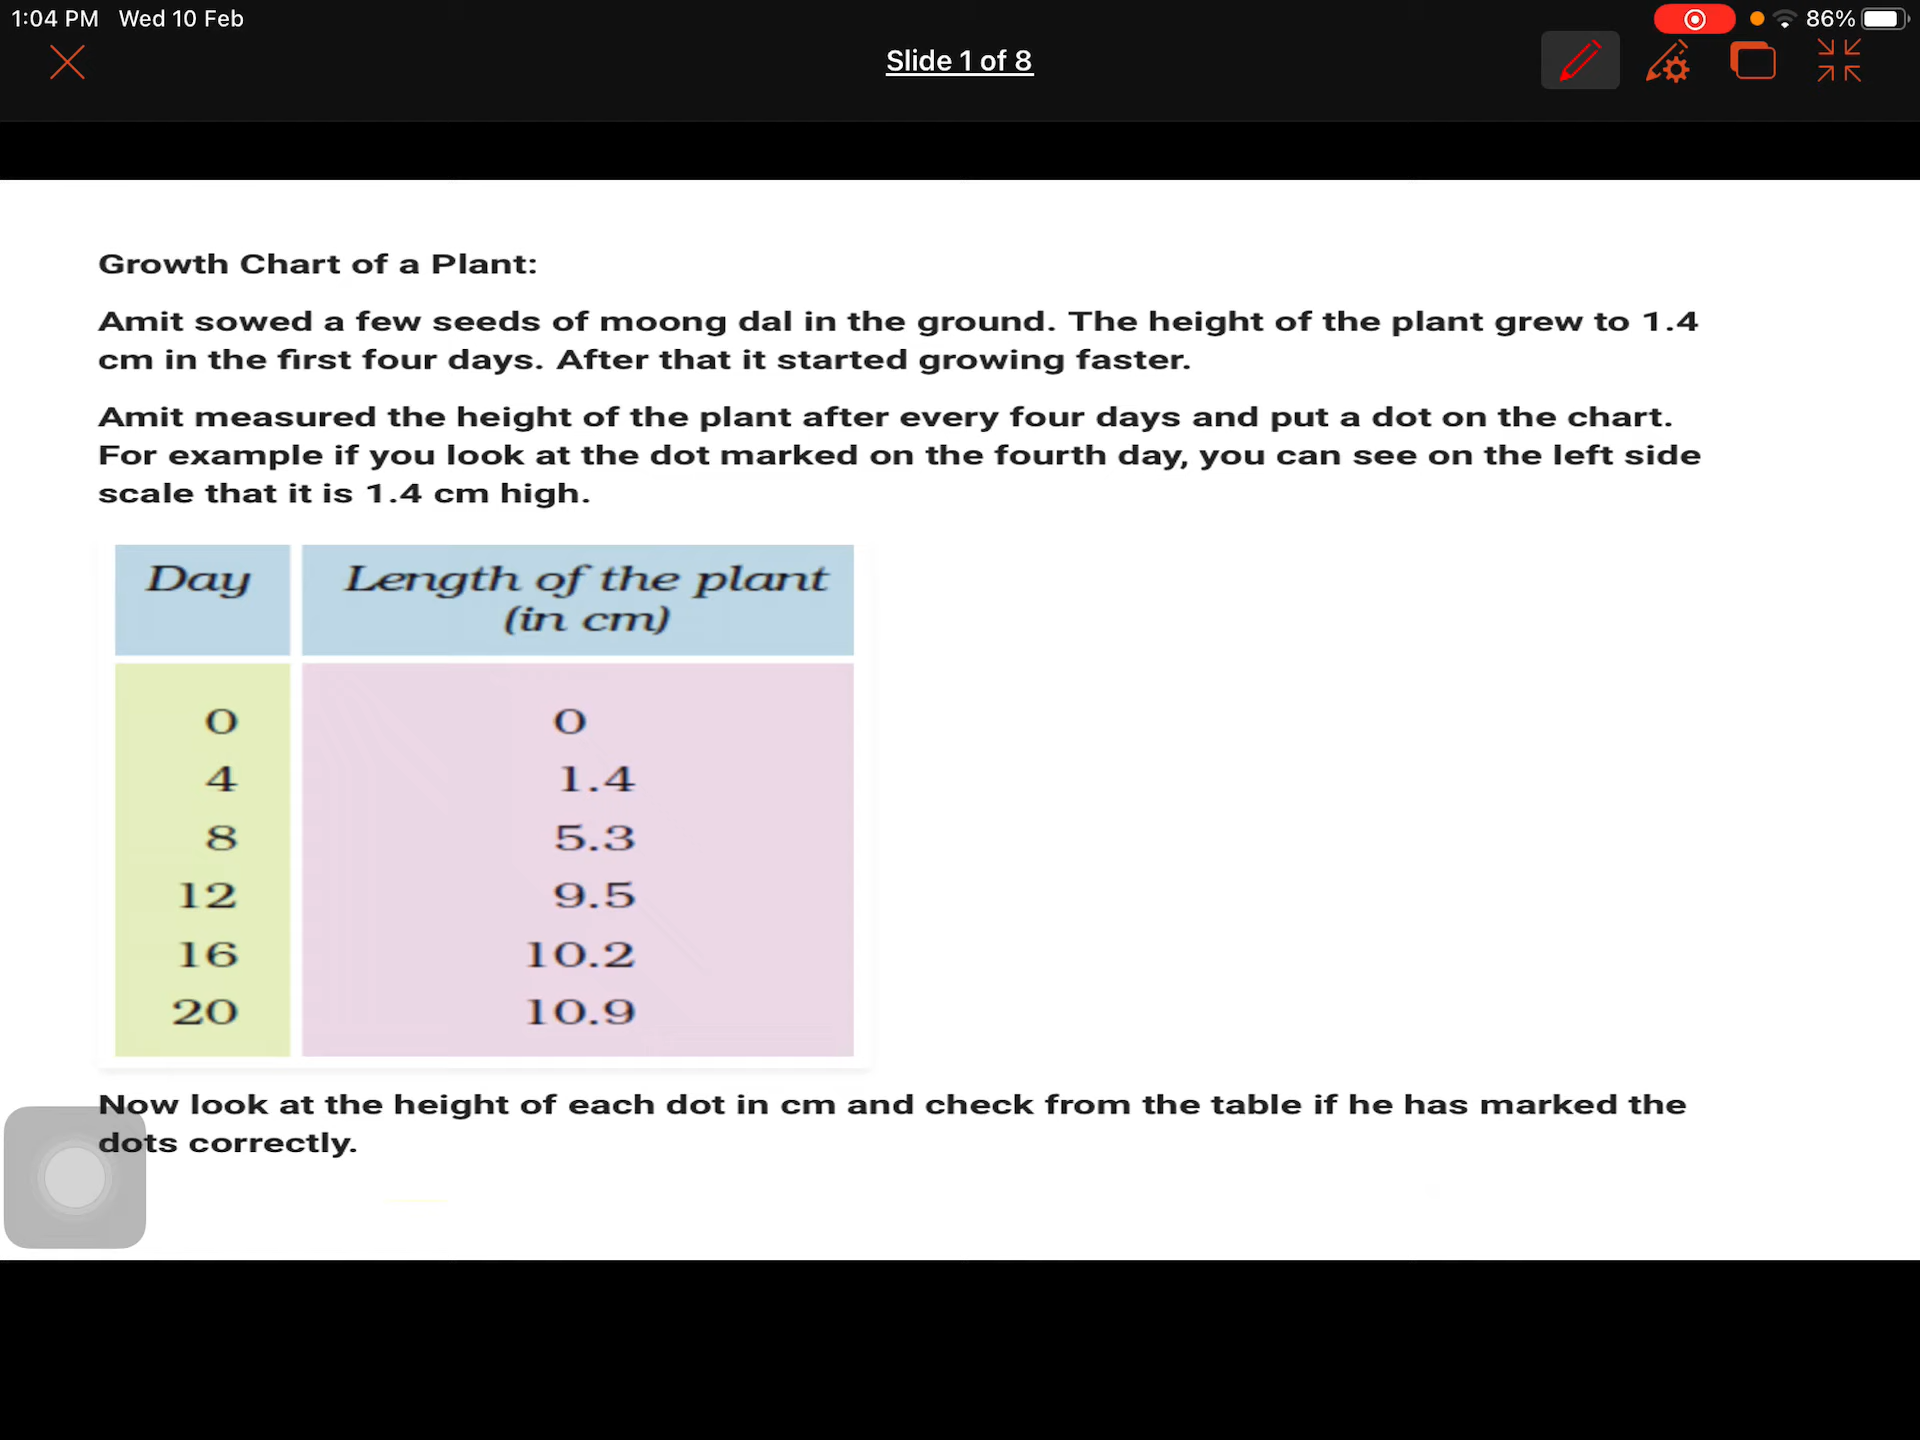 1:04 PM Wed 10 Feb
86%
Slide 1 of 8
Growth Chart of a Plant:
Amit sowed a few seeds of moong dal in the ground. The height of the plant grew to 1.4
cm in the first four days. After that it started growing faster.
Amit measured the height of the plant after every four days and put a dot on the chart.
For example if you look at the dot marked on the fourth day, you can see on the left side
scale that it is 1.4 cm high.
Day Length of the plant
(in cm)
0 0
4 1.4
8 5.3
12 9.5
16 10.2
20 10.9
Now look at the height of each dot in cm and check from the table if he has marked the
dots correctly.